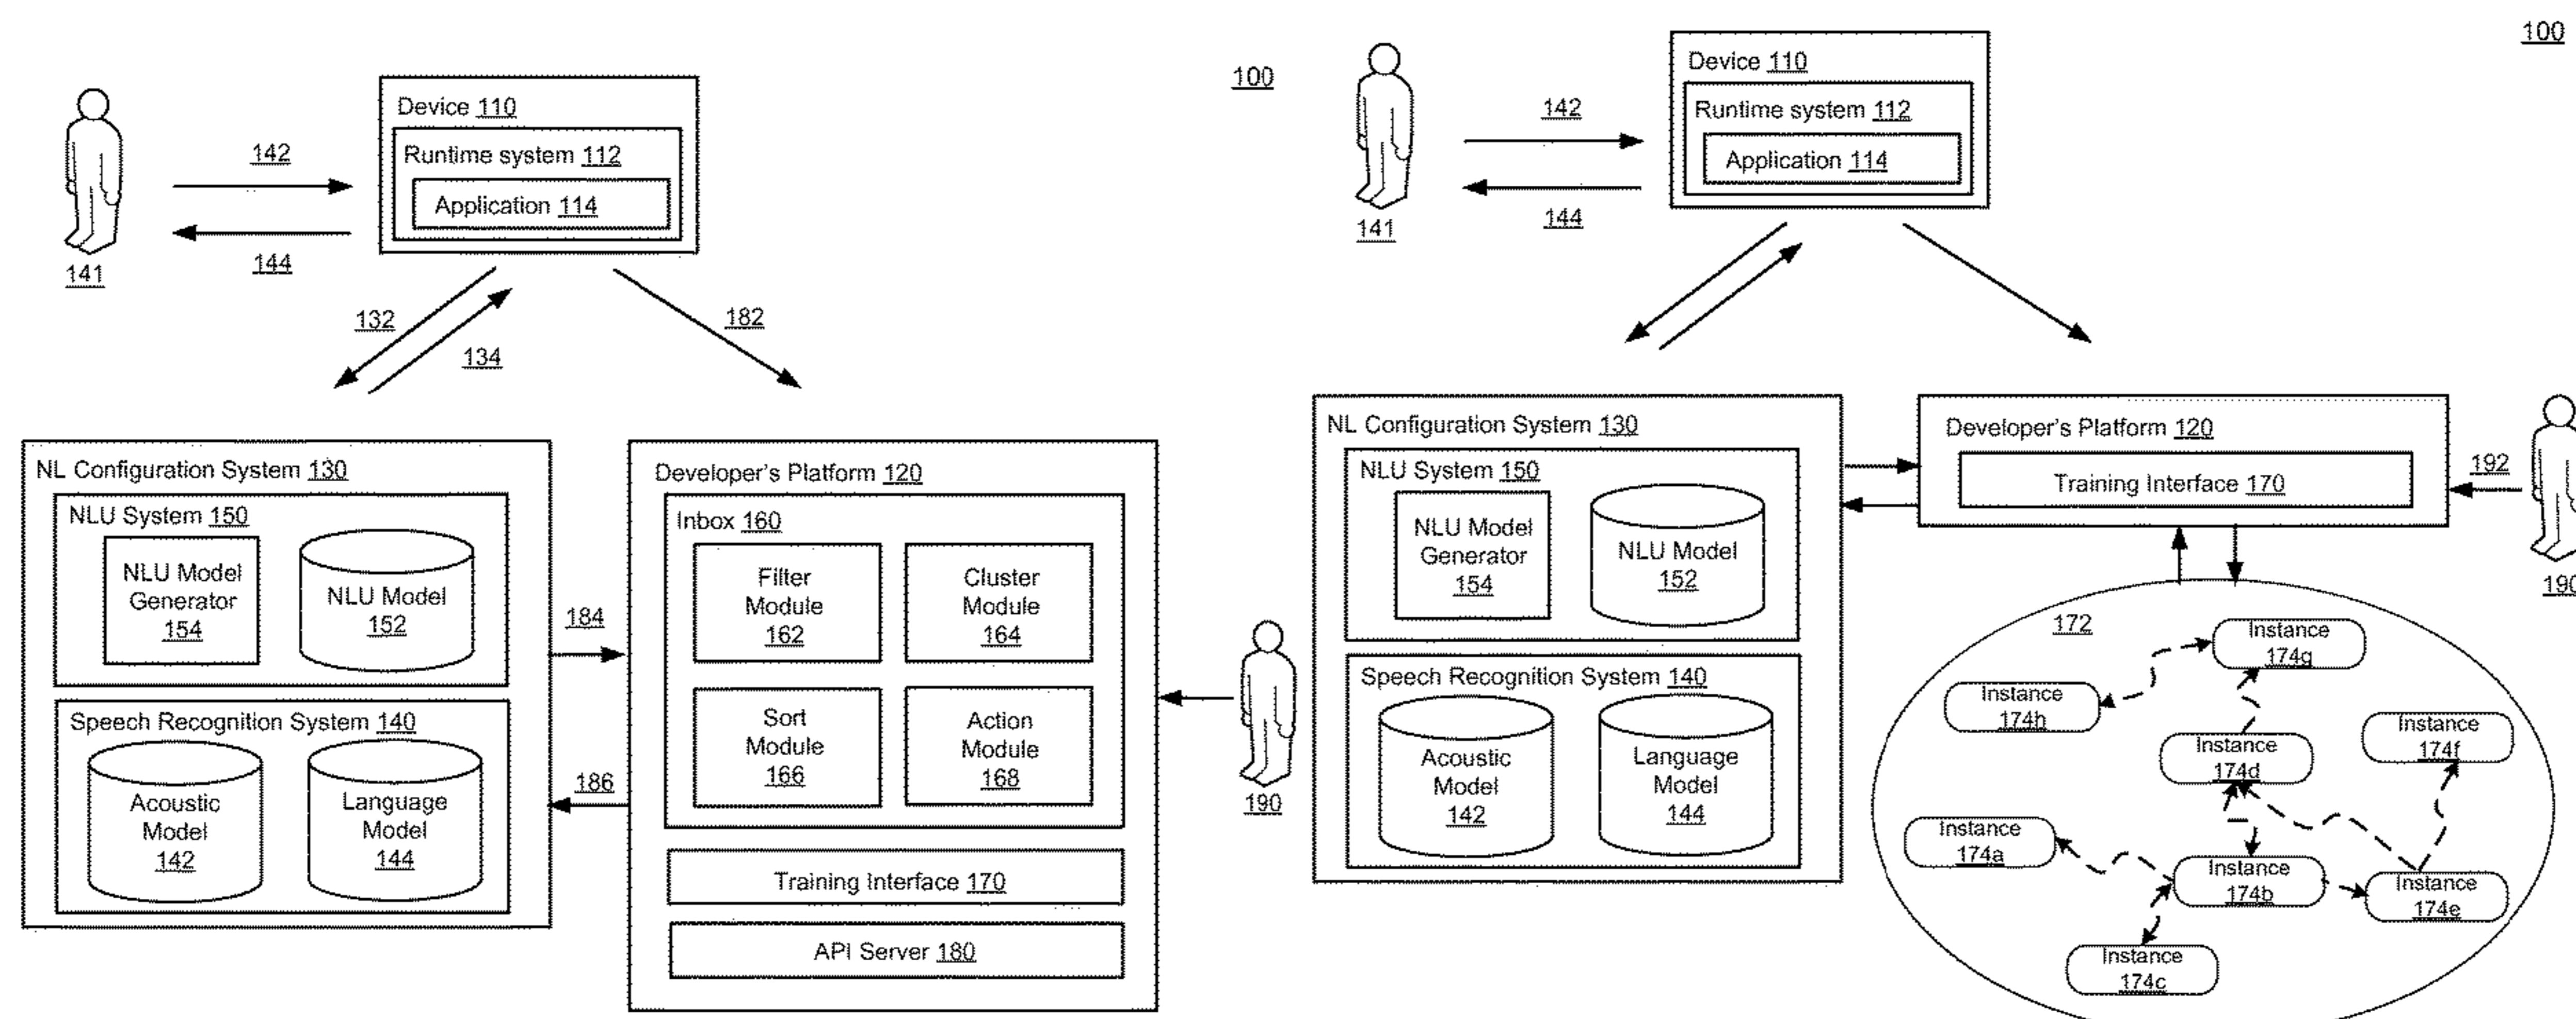 100
Device 110
Runtime system 112
Application 114
142
144
141
132
134
182
NL Configuration System 130
NLU System 150
NLU Model
Generator
154
NLU Model
152
Speech Recognition System 140
Acoustic
Model
142
Language
Model
144
184
186
Developer's Platform 120
Inbox 160
Filter
Module
162
Cluster
Module
164
Sort
Module
166
Action
Module
168
Training Interface 170
API Server 180
190
100
Device 110
Runtime system 112
Application 114
142
144
141
NL Configuration System 130
NLU System 150
NLU Model
Generator
154
NLU Model
152
Speech Recognition System 140
Acoustic
Model
142
Language
Model
144
Developer's Platform 120
Training Interface 170
192
190
172
Instance
174g
Instance
174h
Instance
174d
Instance
174f
Instance
174a
Instance
174b
Instance
174e
Instance
174c